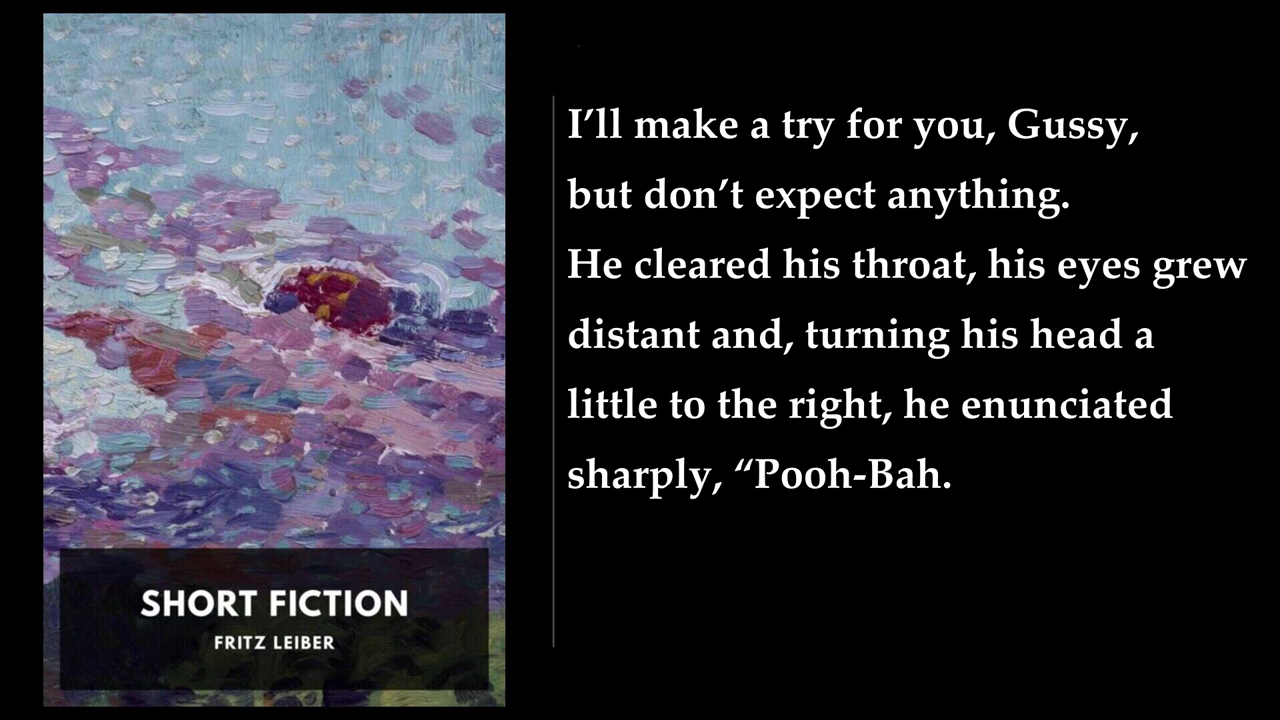 I’ll make a try for you, Gussy,
but don’t expect anything.
He cleared his throat, his eyes grew
distant and, turning his head a
little to the right, he enunciated
sharply, “Pooh-Bah.
SHORT FICTION
FRITZ LEIBER